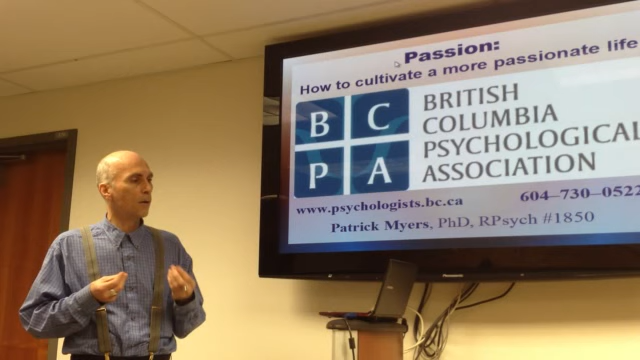 Passion:
How to cultivate a more passionate life
B C
P A
BRITISH
COLUMBIA
PSYCHOLOGICAL
ASSOCIATION
www.psychologists.bc.ca 604–730–0522
Patrick Myers, PhD, RPsych #1850
Panasonic